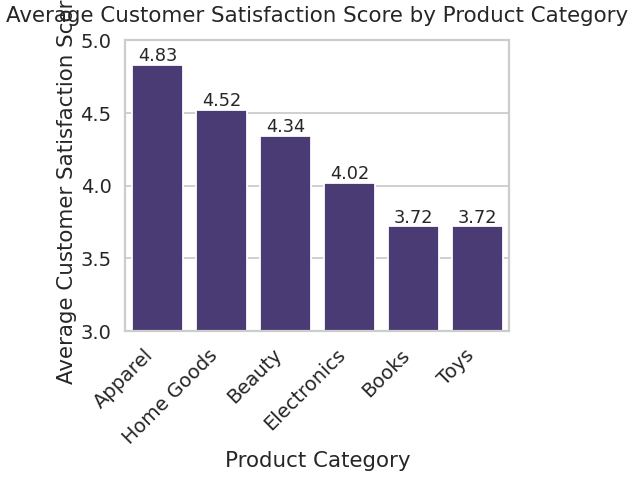 Average Customer Satisfaction Score by Product Category
Average Customer Satisfaction Score
5.0
4.5
4.0
3.5
3.0
4.83
4.52
4.34
4.02
3.72
3.72
Apparel
Home Goods
Beauty
Electronics
Books
Toys
Product Category